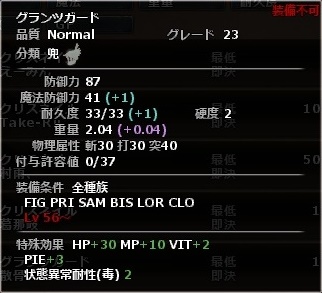 グランツガード
装備不可
品質 Normal グレード 23
分類 兜
防御力 87
魔法防御力 41 (+1)
耐久度 33/33 (+1) 硬度 2
重量 2.04 (+0.04)
物理属性 斬30 打30 突40
付与許容値 0/37
装備条件 全種族
FIG PRI SAM BIS LOR CLO
Lv 56~
特殊効果 HP+30 MP+10 VIT+2
PIE+3
状態異常耐性(毒) 2